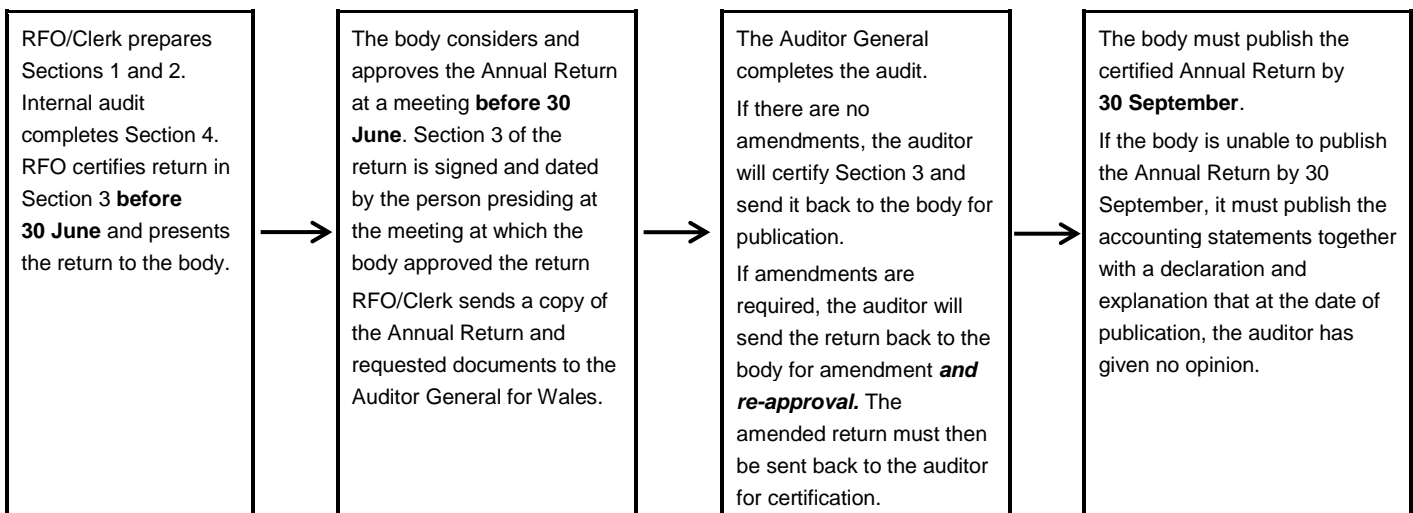 RFO/Clerk prepares
Sections 1 and 2.
Internal audit
completes Section 4.
RFO certifies return in
Section 3 before
30 June and presents
the return to the body.
The body considers and
approves the Annual Return
at a meeting before 30
June. Section 3 of the
return is signed and dated
by the person presiding at
the meeting at which the
body approved the return
RFO/Clerk sends a copy of
the Annual Return and
requested documents to the
Auditor General for Wales.
The Auditor General
completes the audit.
If there are no
amendments, the auditor
will certify Section 3 and
send it back to the body for
publication.
If amendments are
required, the auditor will
send the return back to the
body for amendment and
re-approval. The
amended return must then
be sent back to the auditor
for certification.
The body must publish the
certified Annual Return by
30 September.
If the body is unable to publish
the Annual Return by 30
September, it must publish the
accounting statements together
with a declaration and
explanation that at the date of
publication, the auditor has
given no opinion.